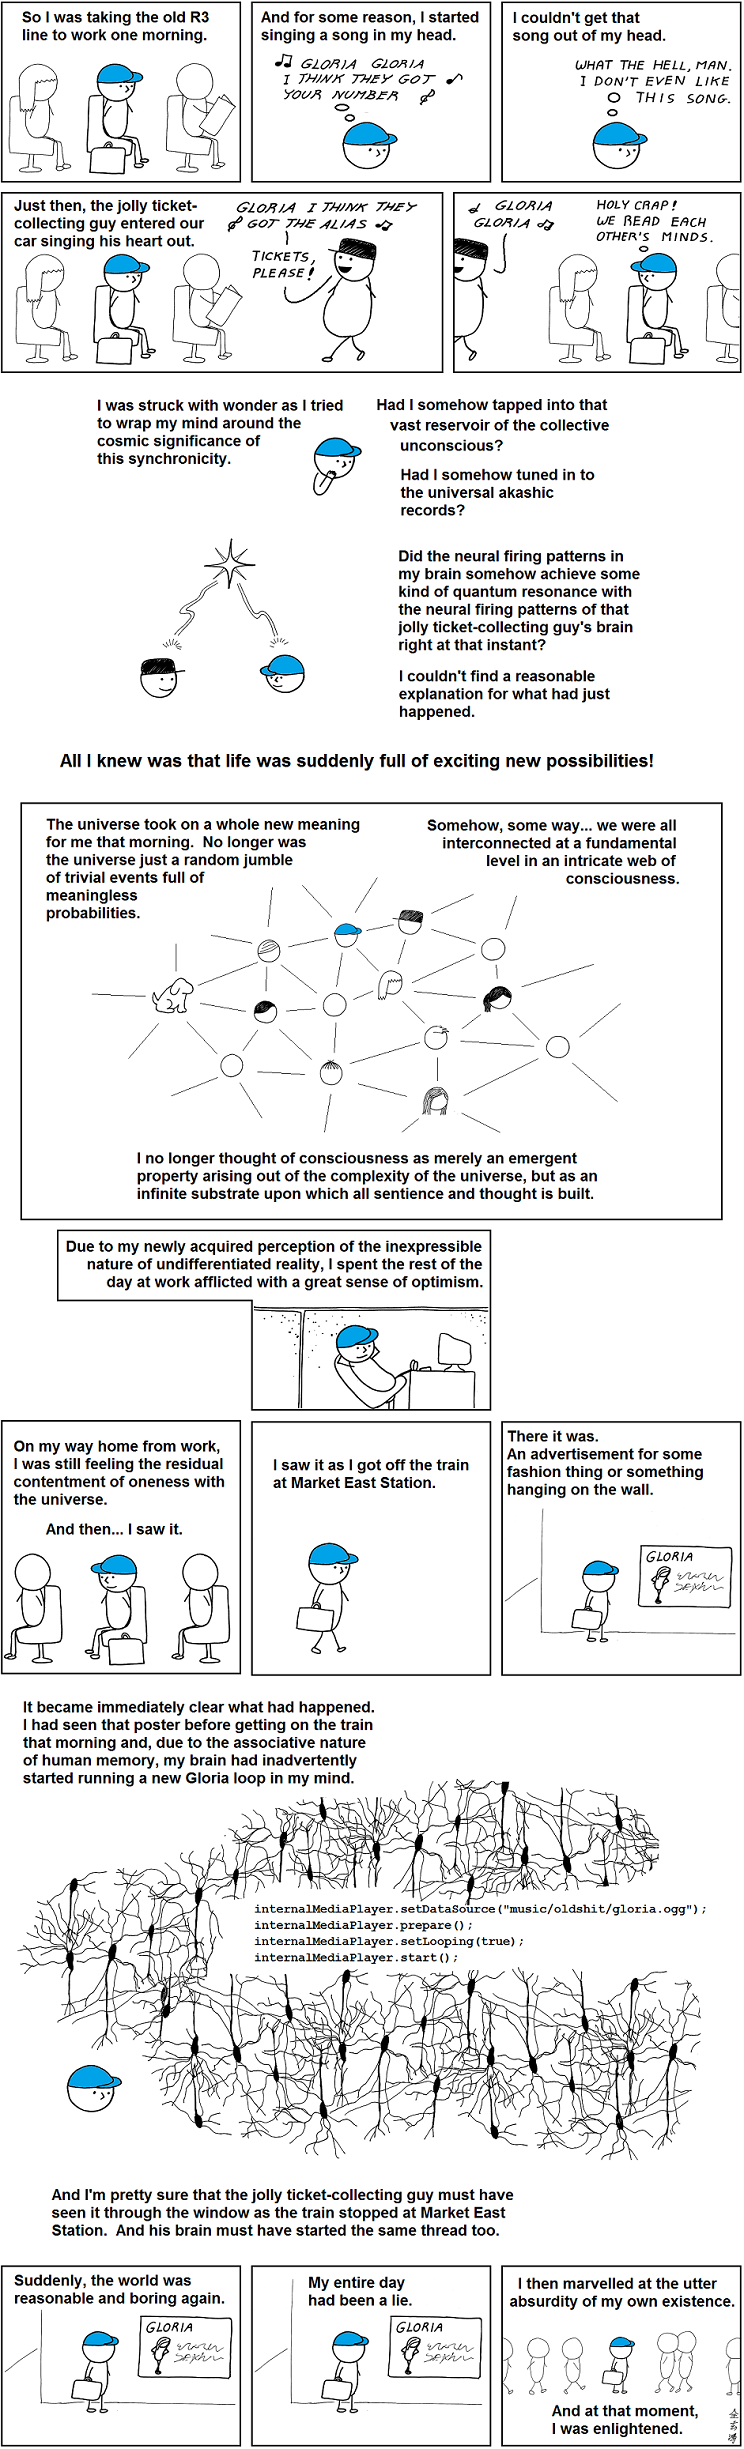 So I was taking the old R3
line to work one morning.
And for some reason, I started
singing a song in my head.
GLORIA GLORIA
I THINK THEY GOT
YOUR NUMBER
I couldn't get that
song out of my head.
WHAT THE HELL, MAN.
I DON'T EVEN LIKE
THIS SONG.
Just then, the jolly ticket-
collecting guy entered our
car singing his heart out.
GLORIA I THINK THEY
GOT THE ALIAS
TICKETS,
PLEASE!
GLORIA
GLORIA
HOLY CRAP!
WE READ EACH
OTHER'S MINDS.
I was struck with wonder as I tried
to wrap my mind around the
cosmic significance of
this synchronicity.
Had I somehow tapped into that
vast reservoir of the collective
unconscious?
Had I somehow tuned in to
the universal akashic
records?
Did the neural firing patterns in
my brain somehow achieve some
kind of quantum resonance with
the neural firing patterns of that
jolly ticket-collecting guy's brain
right at that instant?
I couldn't find a reasonable
explanation for what had just
happened.
All I knew was that life was suddenly full of exciting new possibilities!
The universe took on a whole new meaning
for me that morning. No longer was
the universe just a random jumble
of trivial events full of
meaningless
probabilities.
Somehow, some way... we were all
interconnected at a fundamental
level in an intricate web of
consciousness.
I no longer thought of consciousness as merely an emergent
property arising out of the complexity of the universe, but as an
infinite substrate upon which all sentience and thought is built.
Due to my newly acquired perception of the inexpressible
nature of undifferentiated reality, I spent the rest of the
day at work afflicted with a great sense of optimism.
On my way home from work,
I was still feeling the residual
contentment of oneness with
the universe.
And then... I saw it.
I saw it as I got off the train
at Market East Station.
There it was.
An advertisement for some
fashion thing or something
hanging on the wall.
GLORIA
It became immediately clear what had happened.
I had seen that poster before getting on the train
that morning and, due to the associative nature
of human memory, my brain had inadvertently
started running a new Gloria loop in my mind.
internalMediaPlayer.setDataSource("music/oldshit/gloria.ogg");
internalMediaPlayer.prepare();
internalMediaPlayer.setLooping(true);
internalMediaPlayer.start();
And I'm pretty sure that the jolly ticket-collecting guy must have
seen it through the window as the train stopped at Market East
Station. And his brain must have started the same thread too.
Suddenly, the world was
reasonable and boring again.
GLORIA
My entire day
had been a lie.
GLORIA
I then marvelled at the utter
absurdity of my own existence.
And at that moment,
I was enlightened.